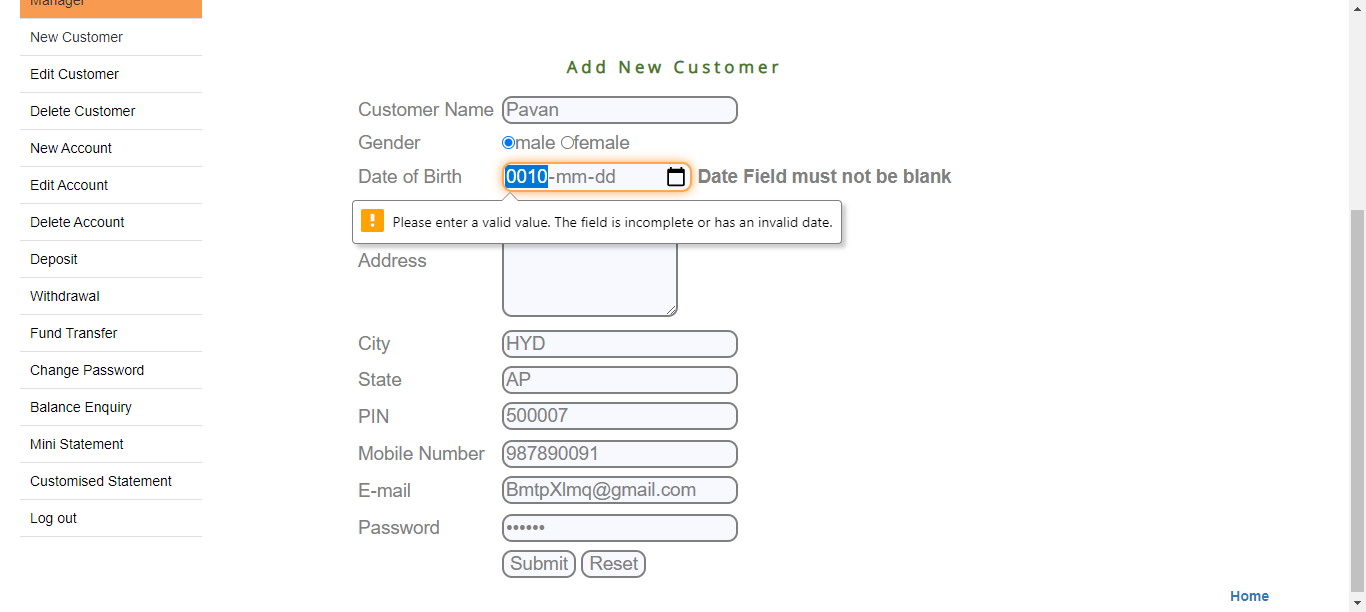 Manager
New Customer
Edit Customer
Delete Customer
New Account
Edit Account
Delete Account
Deposit
Withdrawal
Fund Transfer
Change Password
Balance Enquiry
Mini Statement
Customised Statement
Log out
Add New Customer
Customer Name Pavan
Gender male female
Date of Birth 0010-mm-dd Date Field must not be blank
! Please enter a valid value. The field is incomplete or has an invalid date.
Address
City HYD
State AP
PIN 500007
Mobile Number 987890091
E-mail BmtpXlmq@gmail.com
Password ••••••
Submit Reset
Home